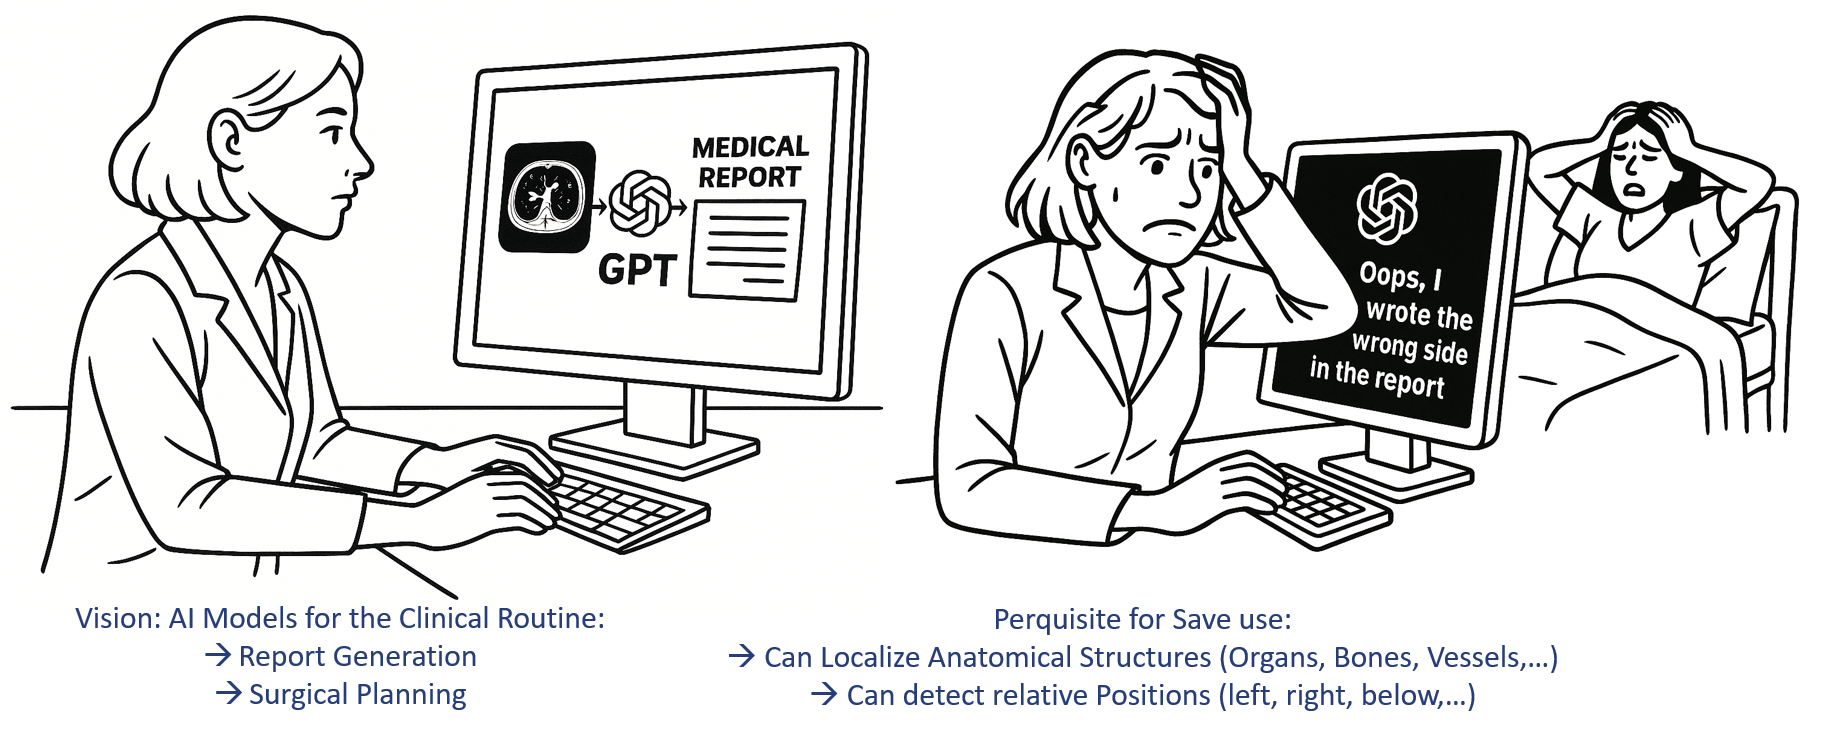 MEDICAL
REPORT
GPT
Oops, I
wrote the
wrong side
in the report
Vision: AI Models for the Clinical Routine:
→ Report Generation
→ Surgical Planning
Perquisite for Save use:
→ Can Localize Anatomical Structures (Organs, Bones, Vessels,...)
→ Can detect relative Positions (left, right, below,...)